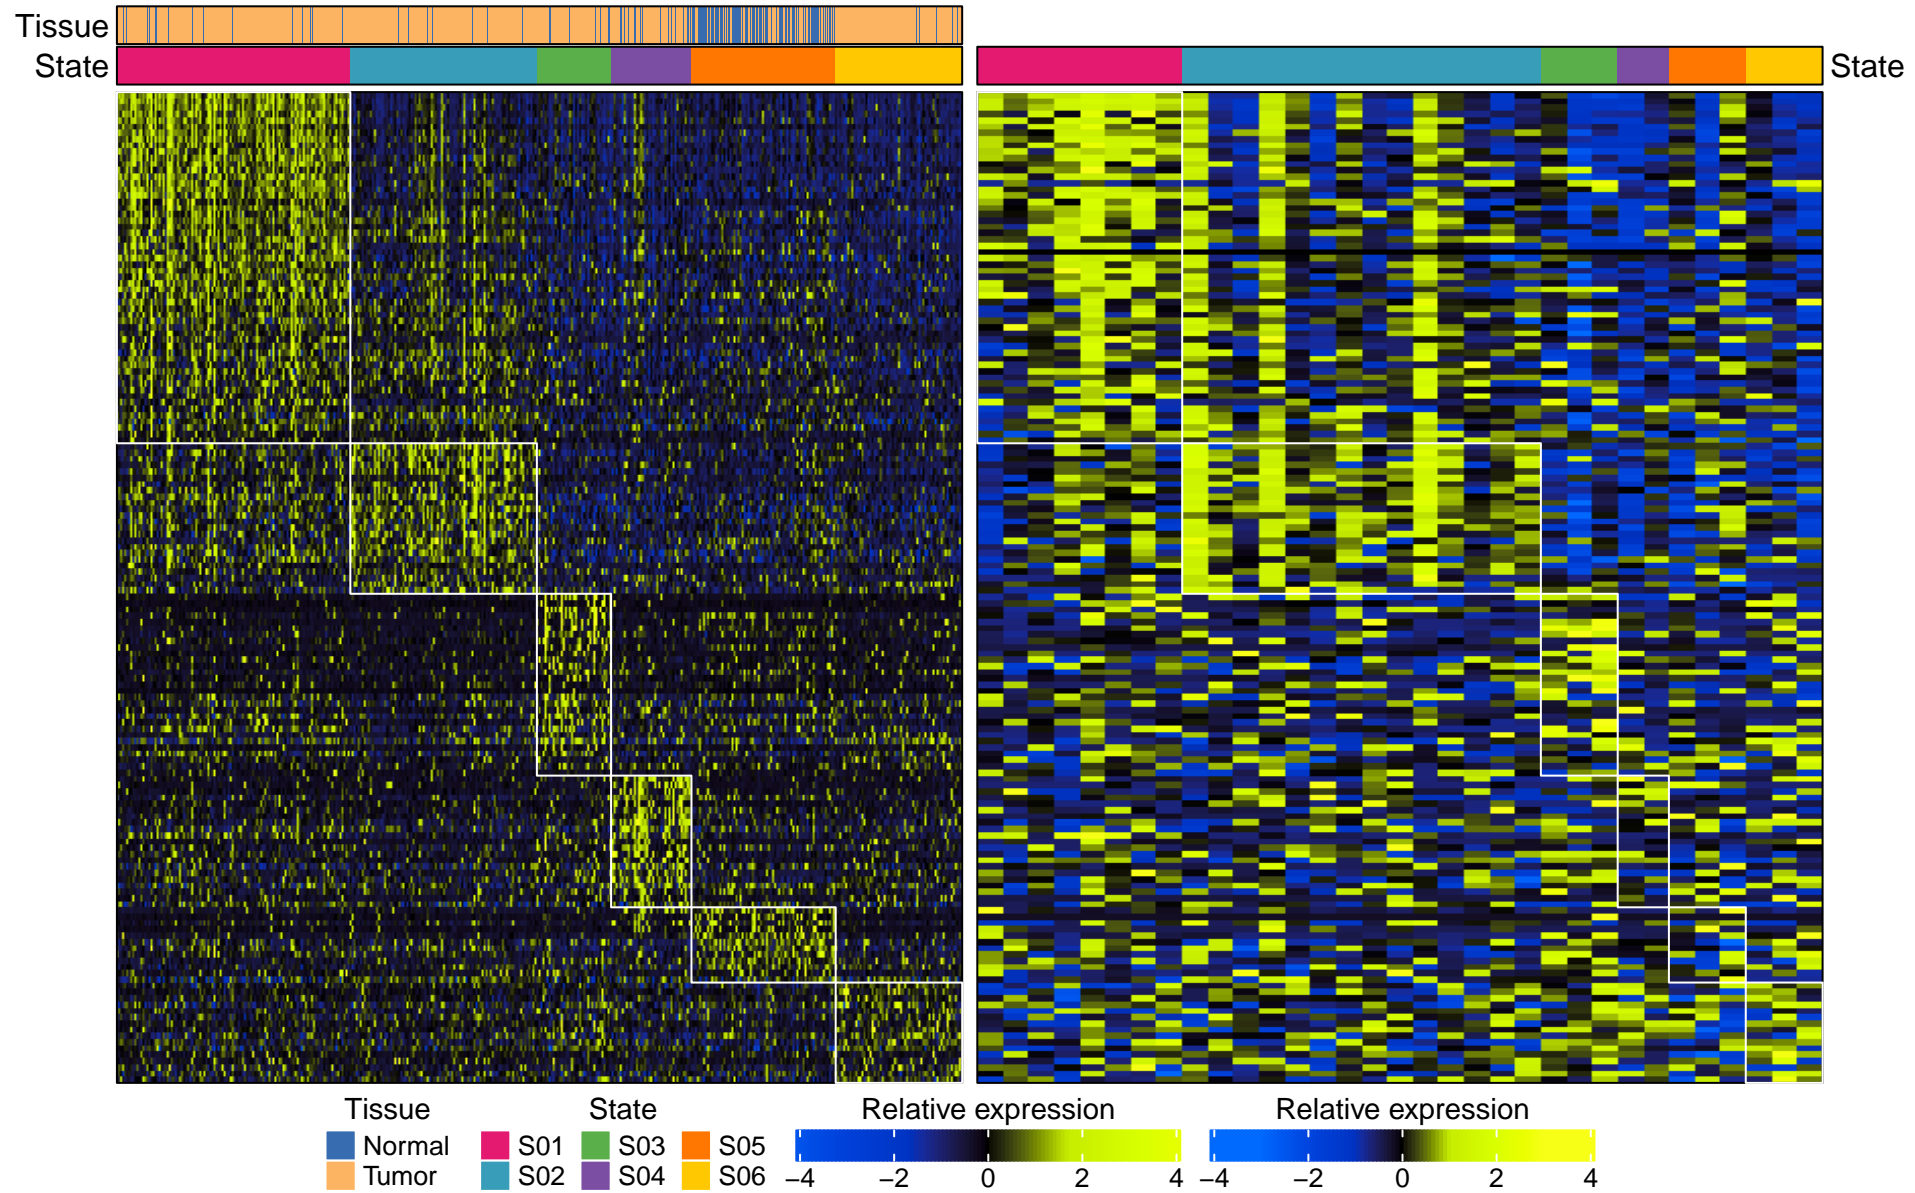 Tissue
State
State
Tissue State Relative expression Relative expression
Normal S01 S03 S05
Tumor S02 S04 S06
−4 −2 0 2 4 −4 −2 0 2 4